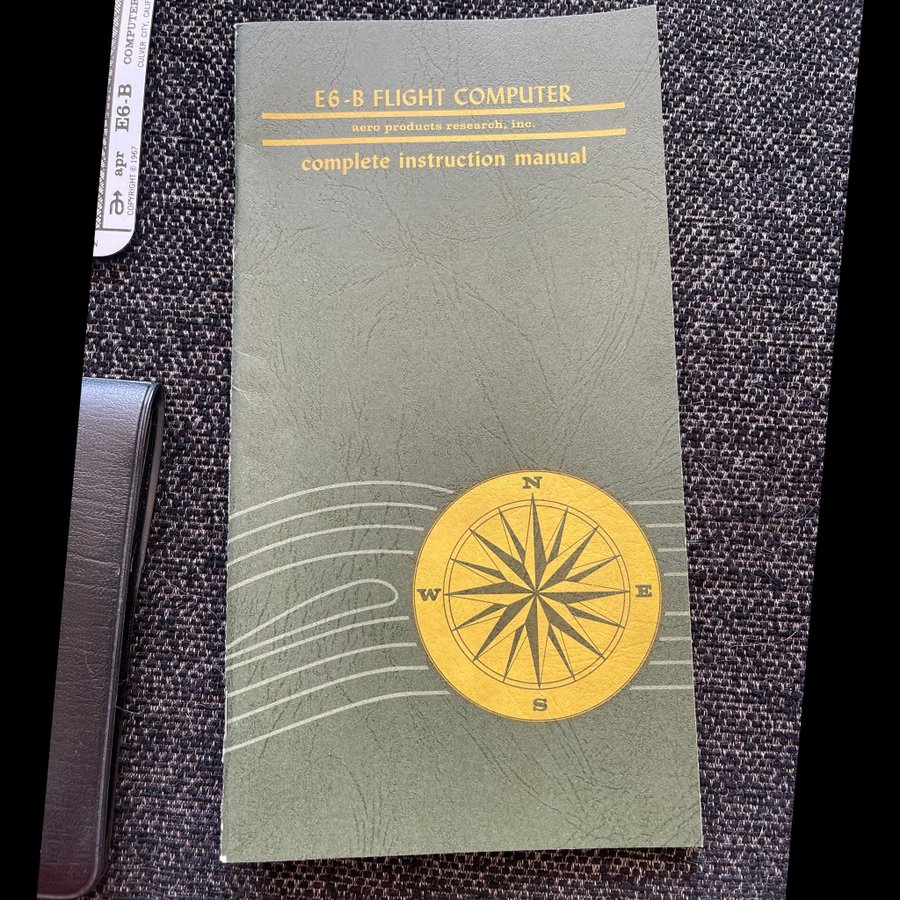 E6-B FLIGHT COMPUTER
aero products research, inc.
complete instruction manual
N
W
E
S
apr E6-B COMPUTER
COPYRIGHT © 1967
CULVER CITY, CALIF